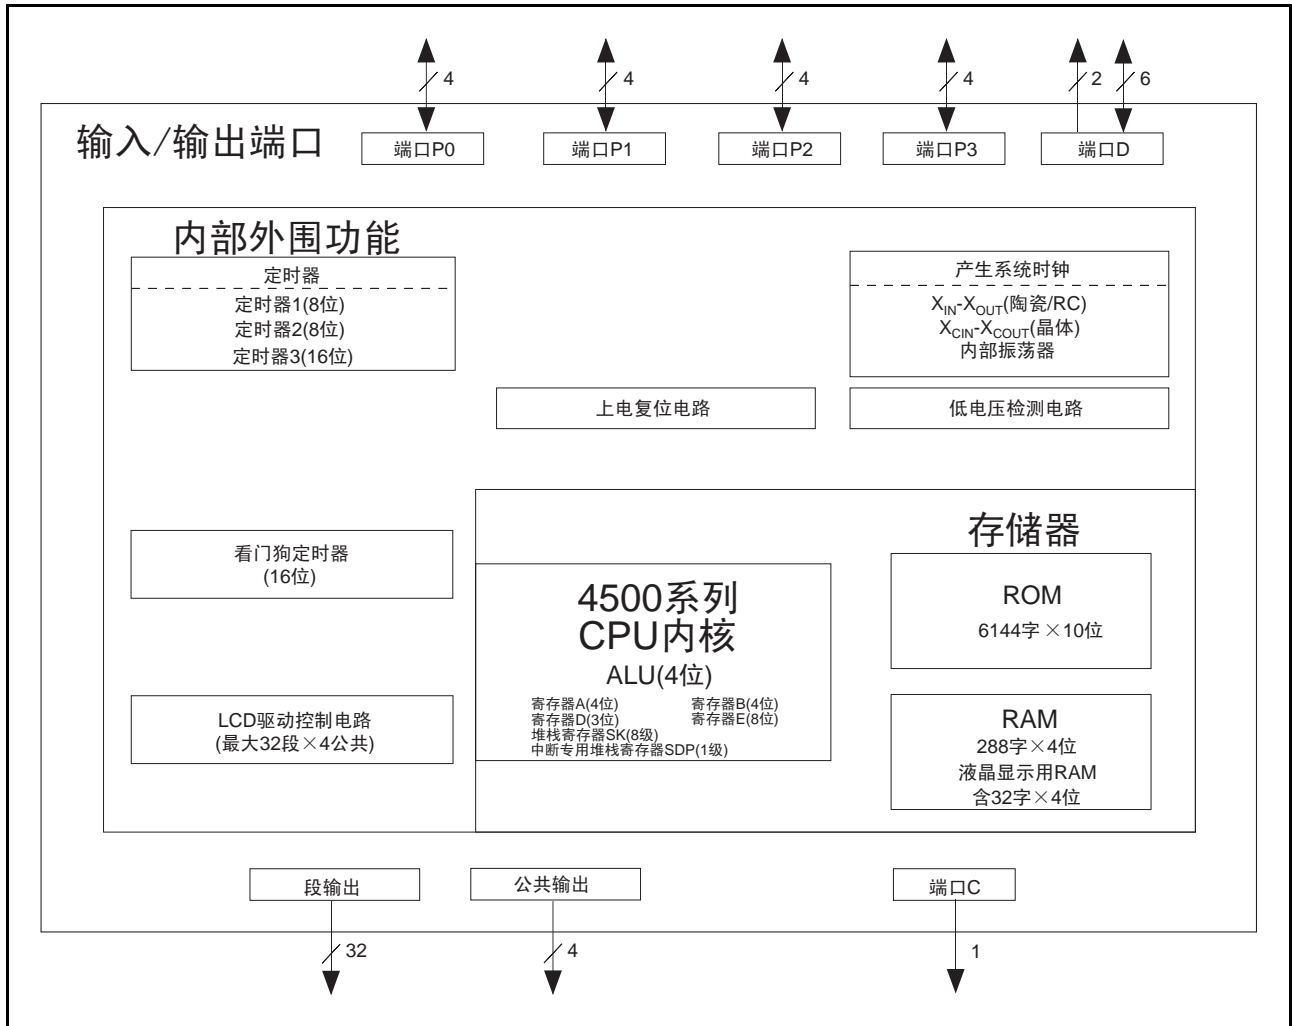 4
4
4
4
2
6
输入/输出端口
端口P0
端口P1
端口P2
端口P3
端口D
内部外围功能
定时器
定时器1(8位)
定时器2(8位)
定时器3(16位)
产生系统时钟
XIN-XOUT(陶瓷/RC)
XCIN-XCOUT(晶体)
内部振荡器
上电复位电路
低电压检测电路
看门狗定时器
(16位)
LCD驱动控制电路
(最大32段×4公共)
4500系列
CPU内核
ALU(4位)
寄存器A(4位) 寄存器B(4位)
寄存器D(3位) 寄存器E(8位)
堆栈寄存器SK(8级)
中断专用堆栈寄存器SDP(1级)
存储器
ROM
6144字×10位
RAM
288字×4位
液晶显示用RAM
含32字×4位
段输出
公共输出
端口C
32
4
1